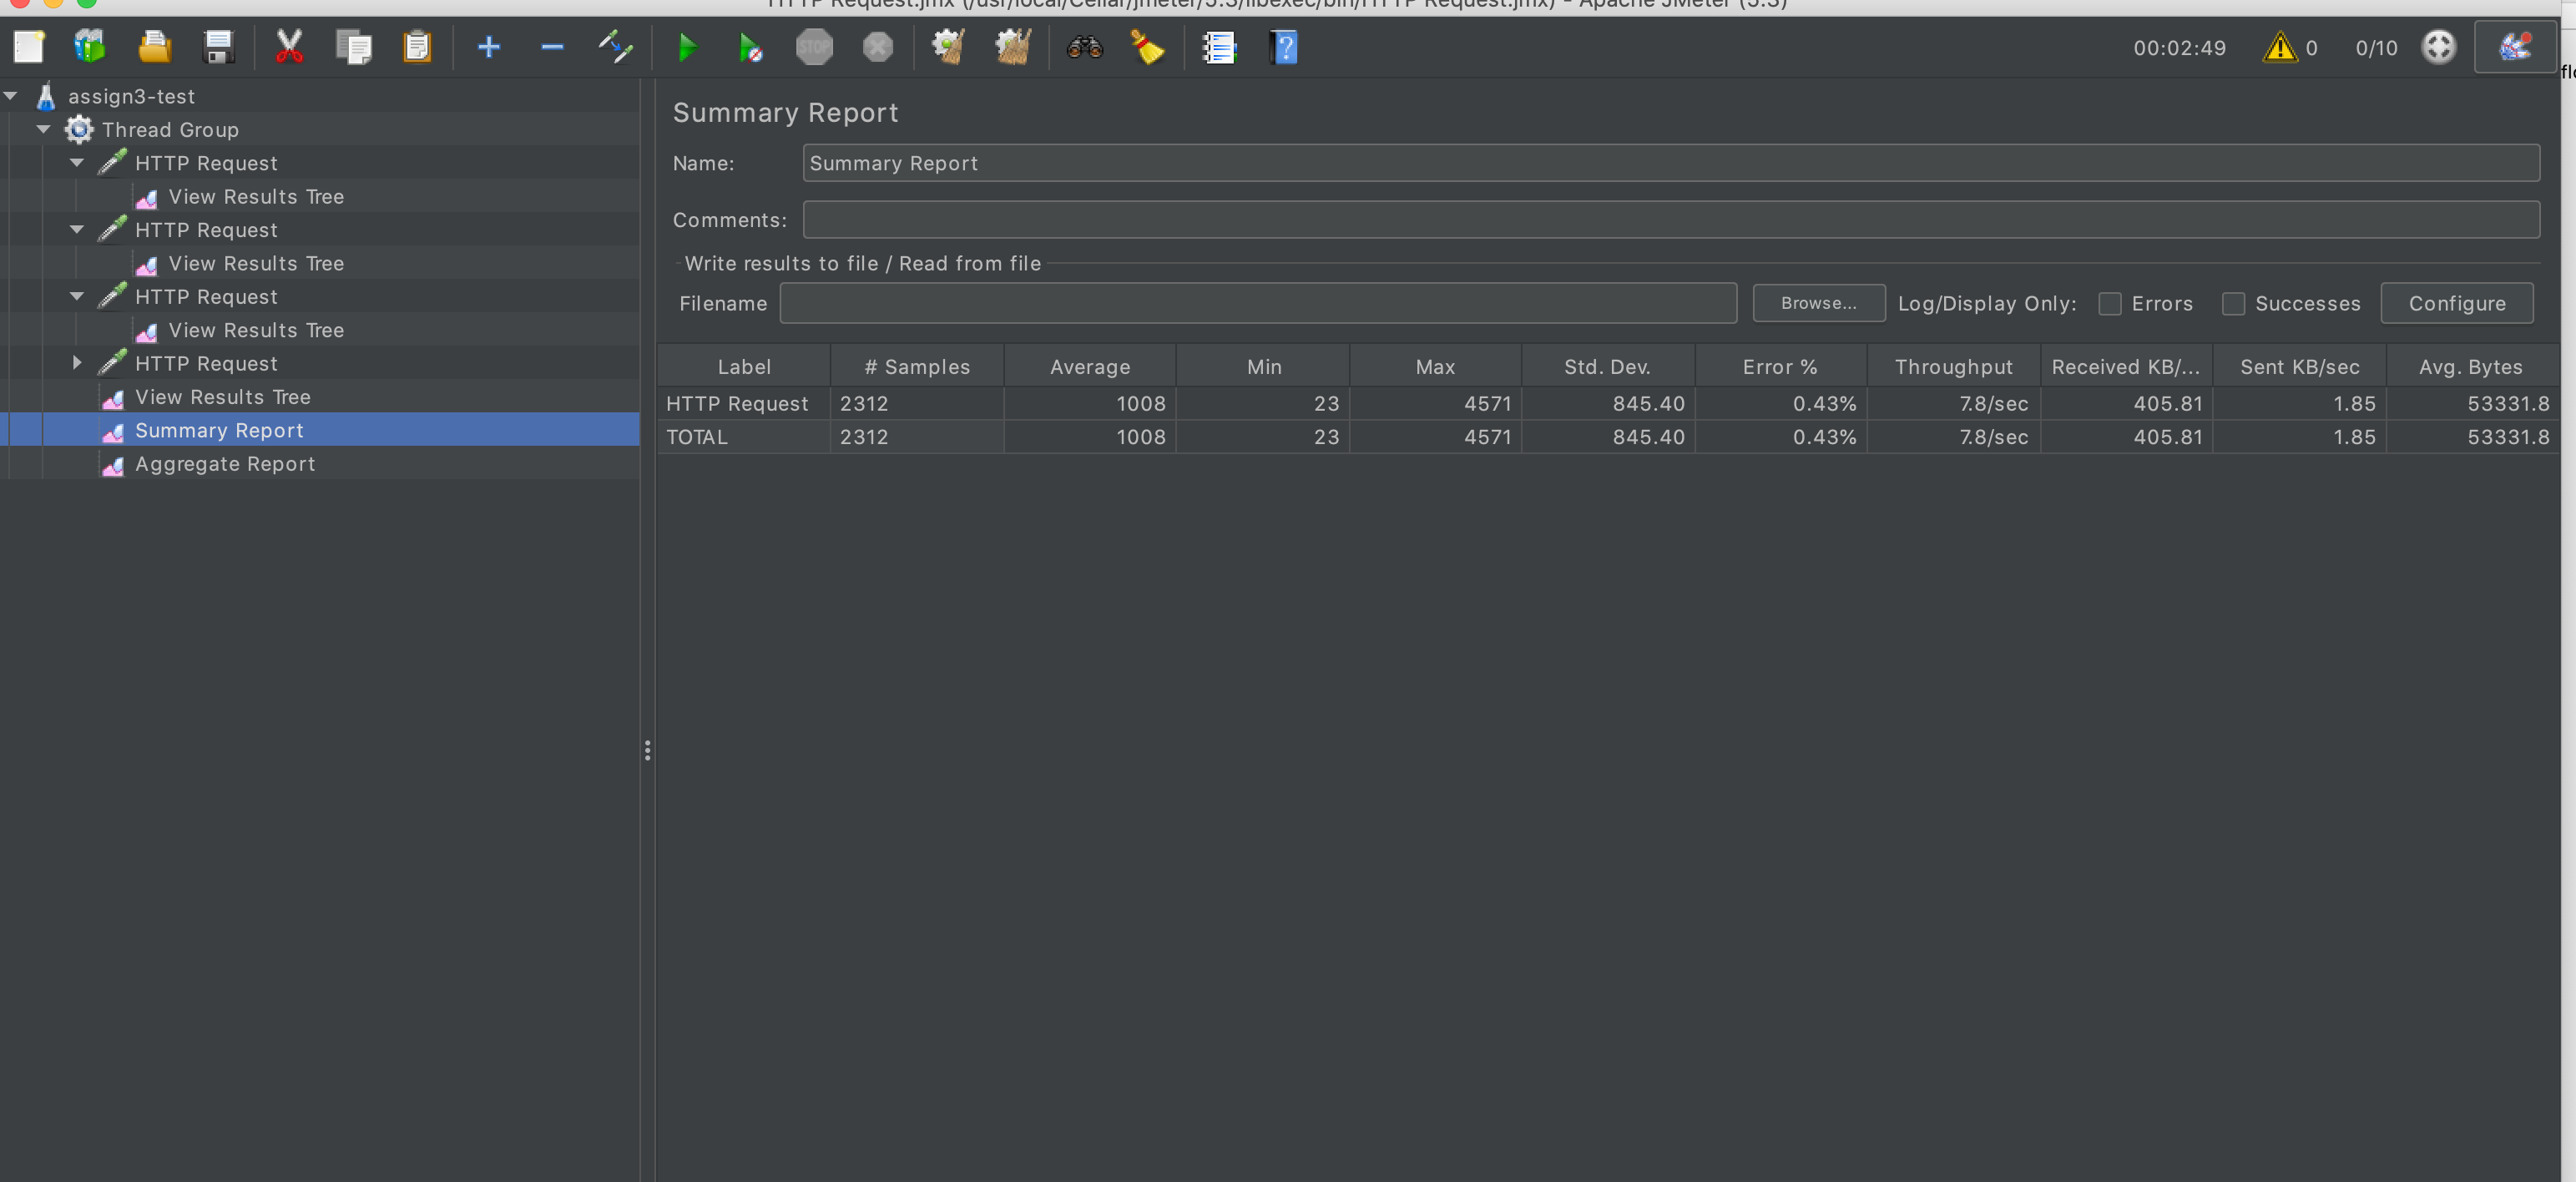 HTTP Request.jmx (/usr/local/Cellar/jmeter/5.3/libexec/bin/HTTP Request.jmx) - Apache JMeter (5.3)
STOP
00:02:49 0 0/10
flo
assign3-test
Thread Group
HTTP Request
View Results Tree
HTTP Request
View Results Tree
HTTP Request
View Results Tree
HTTP Request
View Results Tree
Summary Report
Aggregate Report
Summary Report
Name: Summary Report
Comments:
Write results to file / Read from file
Filename Browse... Log/Display Only: Errors Successes Configure
Label # Samples Average Min Max Std. Dev. Error % Throughput Received KB/... Sent KB/sec Avg. Bytes
HTTP Request 2312 1008 23 4571 845.40 0.43% 7.8/sec 405.81 1.85 53331.8
TOTAL 2312 1008 23 4571 845.40 0.43% 7.8/sec 405.81 1.85 53331.8